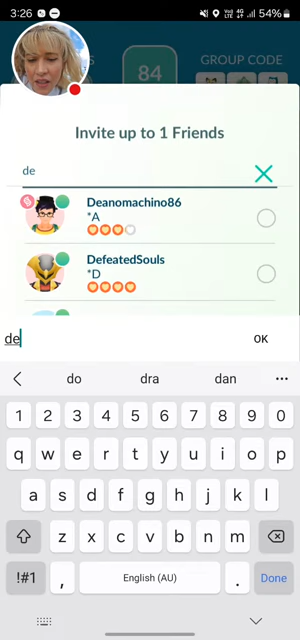 3:26
54%
GROUP CODE
84
Invite up to 1 Friends
de
Deanomachino86
*A
DefeatedSouls
*D
de
OK
do dra dan
1 2 3 4 5 6 7 8 9 0
q w e r t y u i o p
a s d f g h j k l
z x c v b n m
!#1 , English (AU) . Done